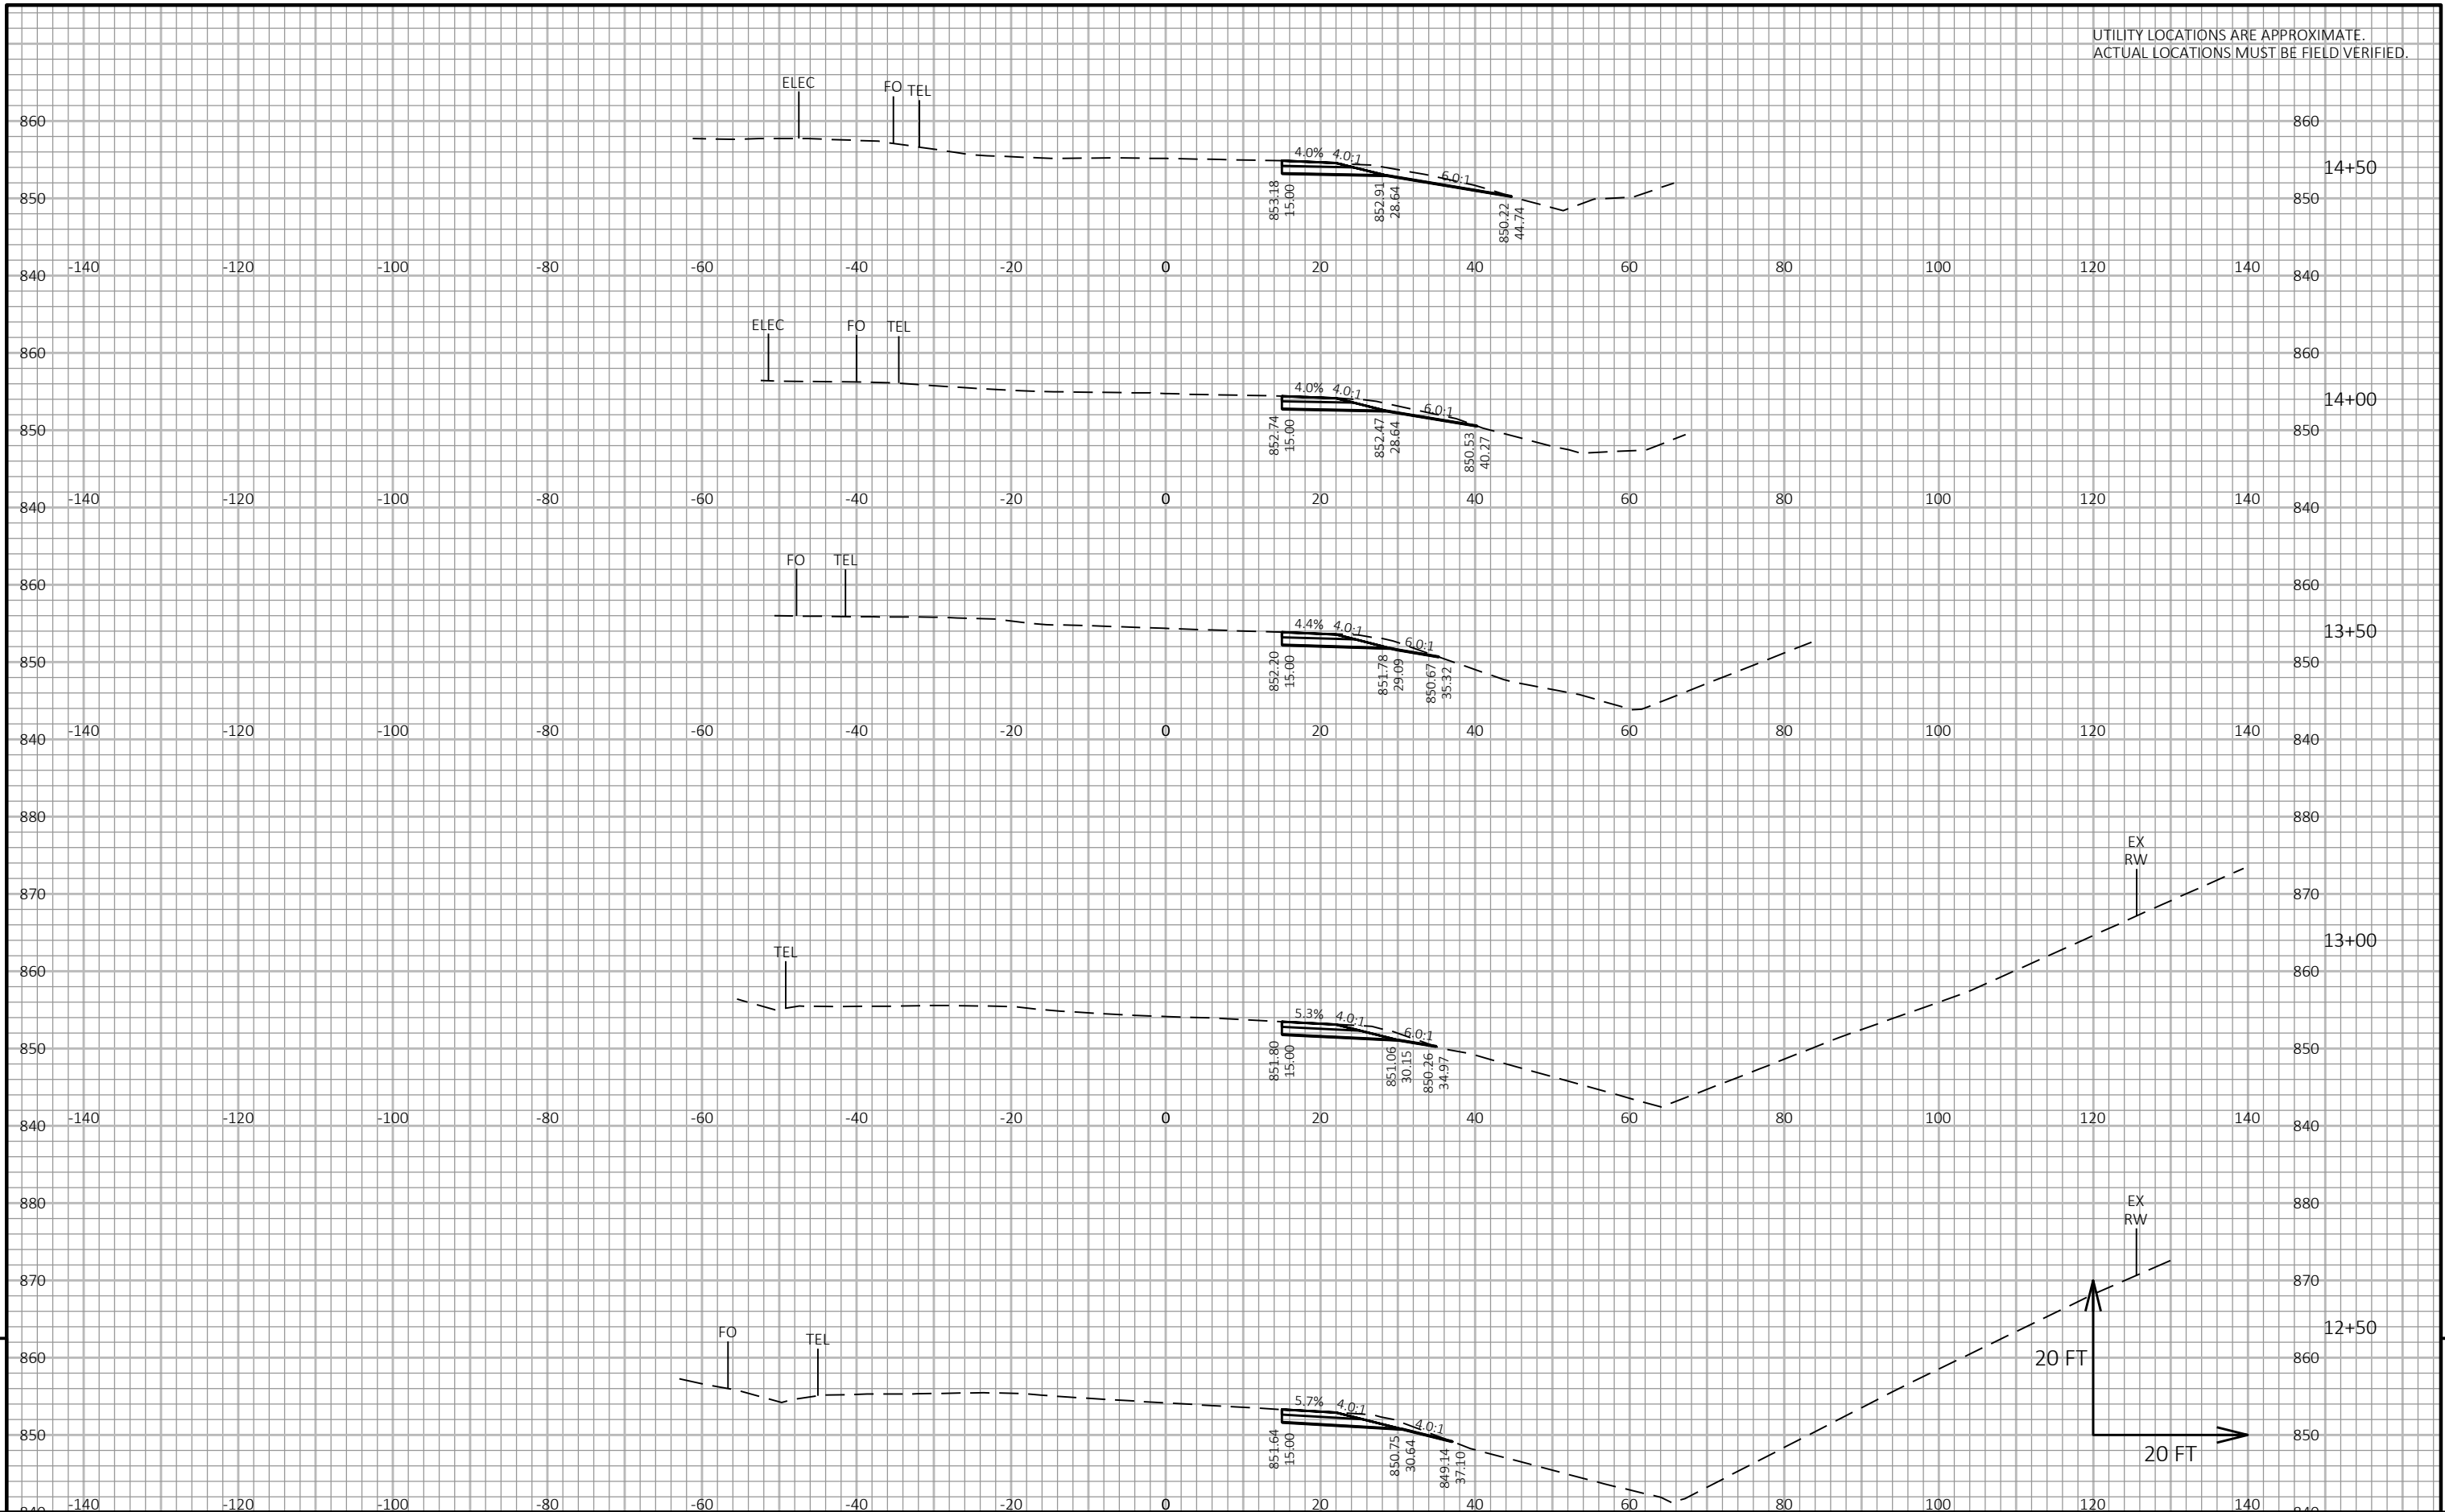 UTILITY LOCATIONS ARE APPROXIMATE.
ACTUAL LOCATIONS MUST BE FIELD VERIFIED.
ELEC FO TEL
860 860
4.0% 4.0:1 6.0:1
14+50
850 850
853.18 15.00 852.91 28.64 850.22 44.74
-140 -120 -100 -80 -60 -40 -20 0 20 40 60 80 100 120 140
840 840
ELEC FO TEL
860 860
4.0% 4.0:1 6.0:1
14+00
850 850
852.74 15.00 852.47 28.64 850.53 40.27
-140 -120 -100 -80 -60 -40 -20 0 20 40 60 80 100 120 140
840 840
FO TEL
860 860
4.4% 4.0:1 6.0:1
13+50
850 850
852.20 15.00 851.78 29.09 850.67 35.32
-140 -120 -100 -80 -60 -40 -20 0 20 40 60 80 100 120 140
840 840
880 880
EX
RW
870 870
13+00
TEL
860 860
5.3% 4.0:1 6.0:1
850 850
851.80 15.00 851.06 30.15 850.26 34.97
-140 -120 -100 -80 -60 -40 -20 0 20 40 60 80 100 120 140
840 840
880 880
EX
RW
870 870
12+50
FO TEL
860 20 FT 860
5.7% 4.0:1 4.0:1
850 850
20 FT
851.64 15.00 850.75 30.64 849.14 37.10
-140 -120 -100 -80 -60 -40 -20 0 20 40 60 80 100 120 140
840 840